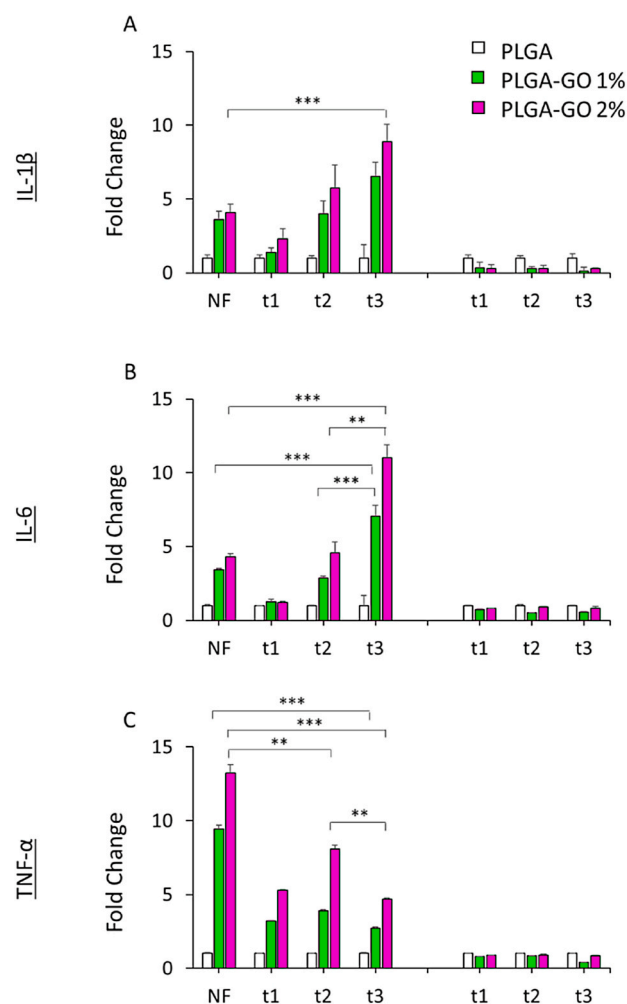 A
PLGA
PLGA-GO 1%
PLGA-GO 2%
IL-1β
Fold Change
15
10
5
0
***
NF t1 t2 t3 t1 t2 t3
B
IL-6
Fold Change
15
10
5
0
***
**
***
***
NF t1 t2 t3 t1 t2 t3
C
TNF-α
Fold Change
15
10
5
0
***
***
**
**
NF t1 t2 t3 t1 t2 t3